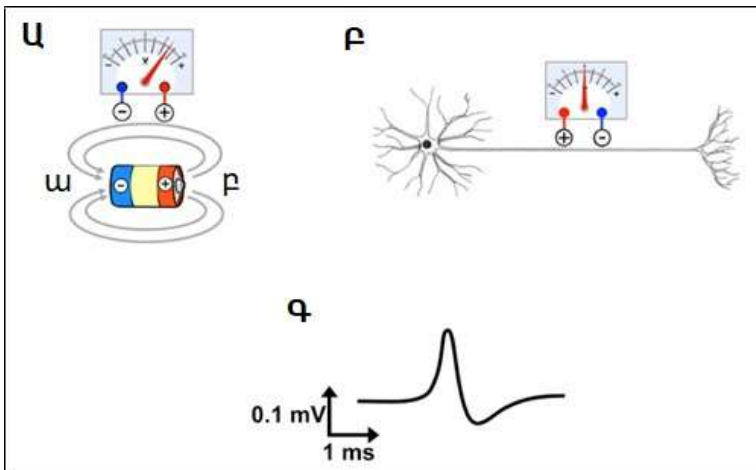 Ա
Բ
- V +
- +
- +
+ -
ա
- +
բ
Գ
0.1 mV
1 ms